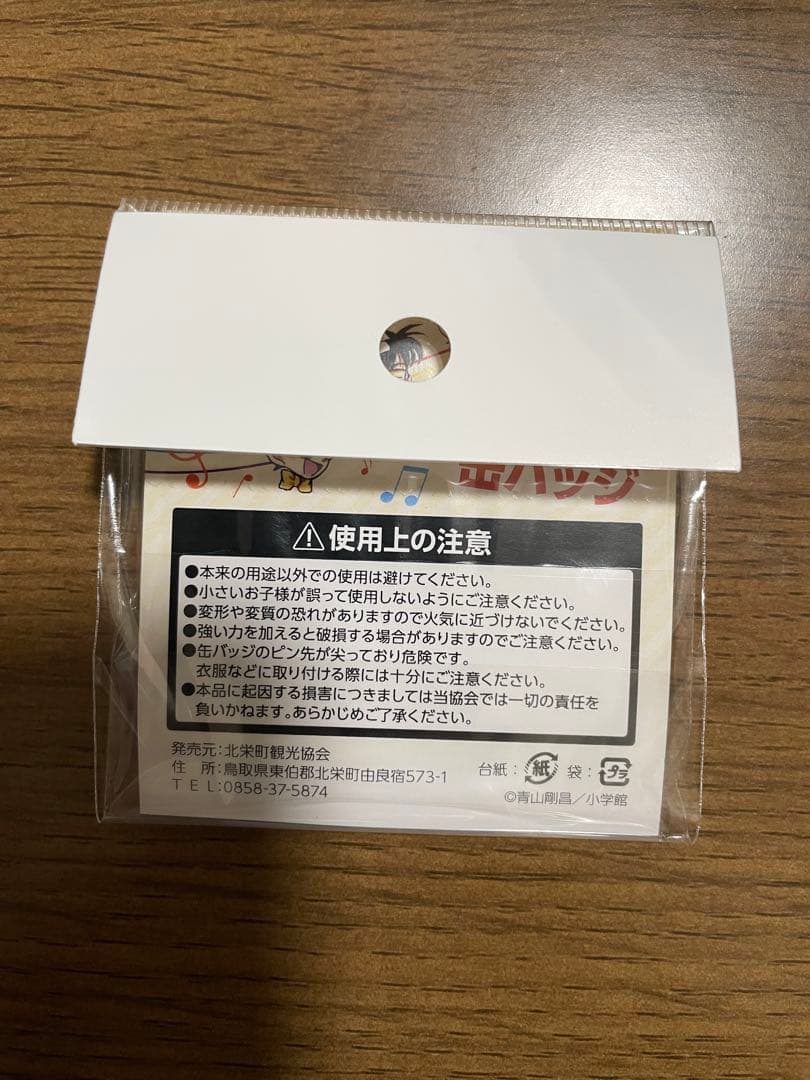 缶バッジ
使用上の注意
●本来の用途以外での使用は避けてください。
●小さいお子様が誤って使用しないようにご注意ください。
●変形や変質の恐れがありますので火気に近づけないでください。
●強い力を加えると破損する場合がありますのでご注意ください。
●缶バッジのピン先が尖っており危険です。
衣服などに取り付ける際には十分にご注意ください。
●本品に起因する損害につきましては当協会では一切の責任を
負いかねます。あらかじめご了承ください。
発売元:北栄町観光協会
住 所:鳥取県東伯郡北栄町由良宿573-1
TEL:0858-37-5874
台紙: 紙 袋: プラ
©青山剛昌／小学館